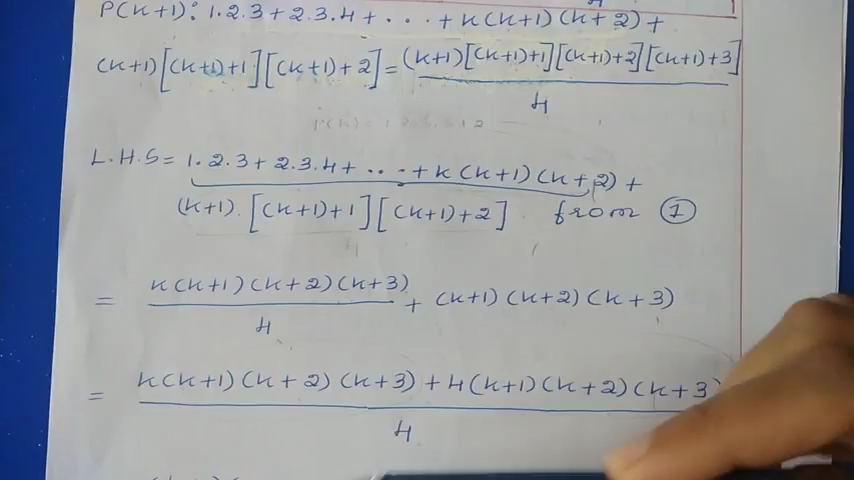 P(k+1): 1.2.3 + 2.3.4 + ... + k(k+1)(k+2) +
(k+1)[(k+1)+1][(k+1)+2] = (k+1)[(k+1)+1][(k+1)+2][(k+1)+3]
4
L.H.S = 1.2.3 + 2.3.4 + ... + k(k+1)(k+2) +
(k+1).[(k+1)+1][(k+1)+2] from ①
= k(k+1)(k+2)(k+3) + (k+1)(k+2)(k+3)
4
= k(k+1)(k+2)(k+3) + 4(k+1)(k+2)(k+3)
4